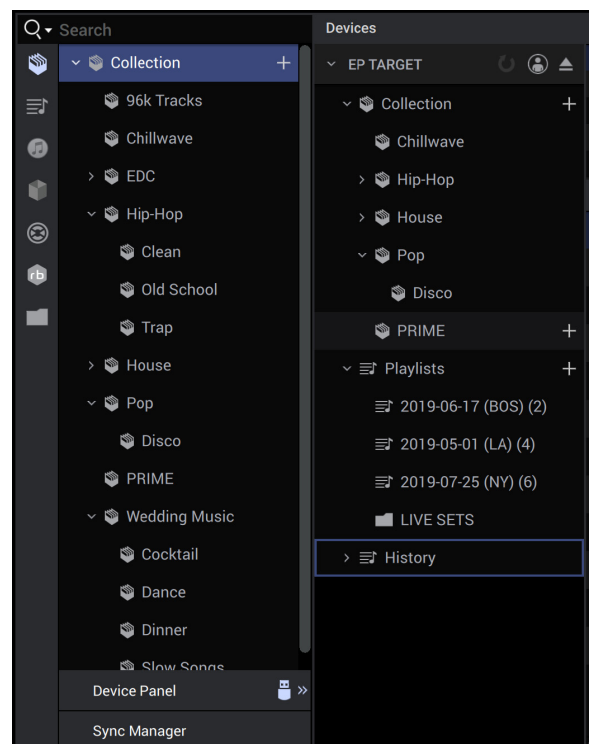 Search
Collection
96k Tracks
Chillwave
EDC
Hip-Hop
Clean
Old School
Trap
House
Pop
Disco
PRIME
Wedding Music
Cocktail
Dance
Dinner
Slow Songs
Device Panel
Sync Manager
rb
Devices
EP TARGET
Collection
Chillwave
Hip-Hop
House
Pop
Disco
PRIME
Playlists
2019-06-17 (BOS) (2)
2019-05-01 (LA) (4)
2019-07-25 (NY) (6)
LIVE SETS
History